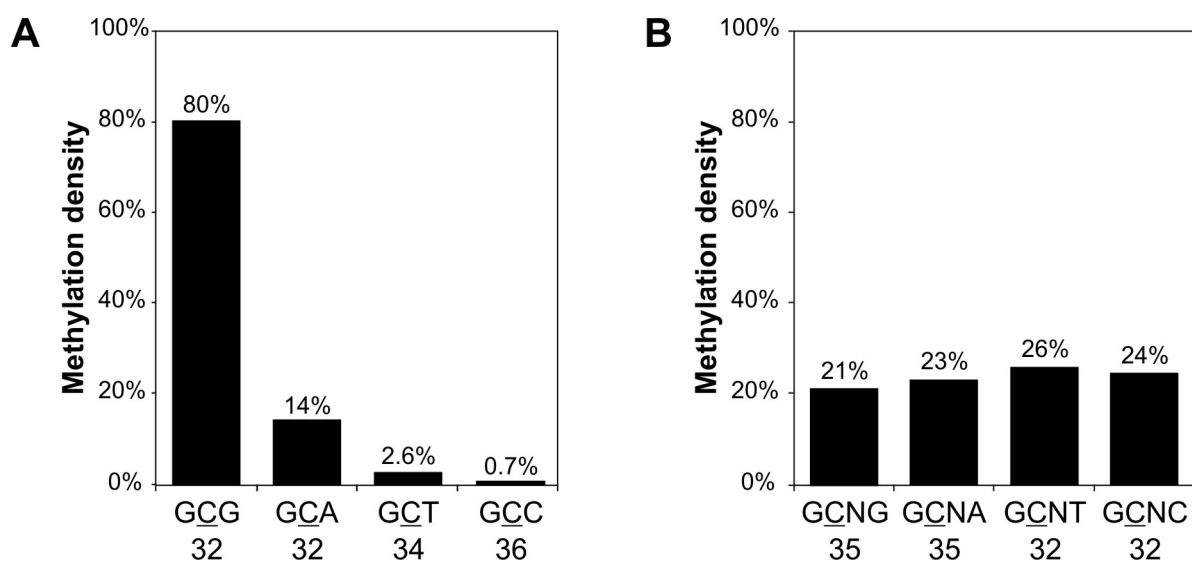 A
Methylation density
100%
80%
60%
40%
20%
0%
80%
14%
2.6%
0.7%
GCG GCA GCT GCC
32 32 34 36
B
Methylation density
100%
80%
60%
40%
20%
0%
21%
23%
26%
24%
GCNG GCNA GCNT GCNC
35 35 32 32